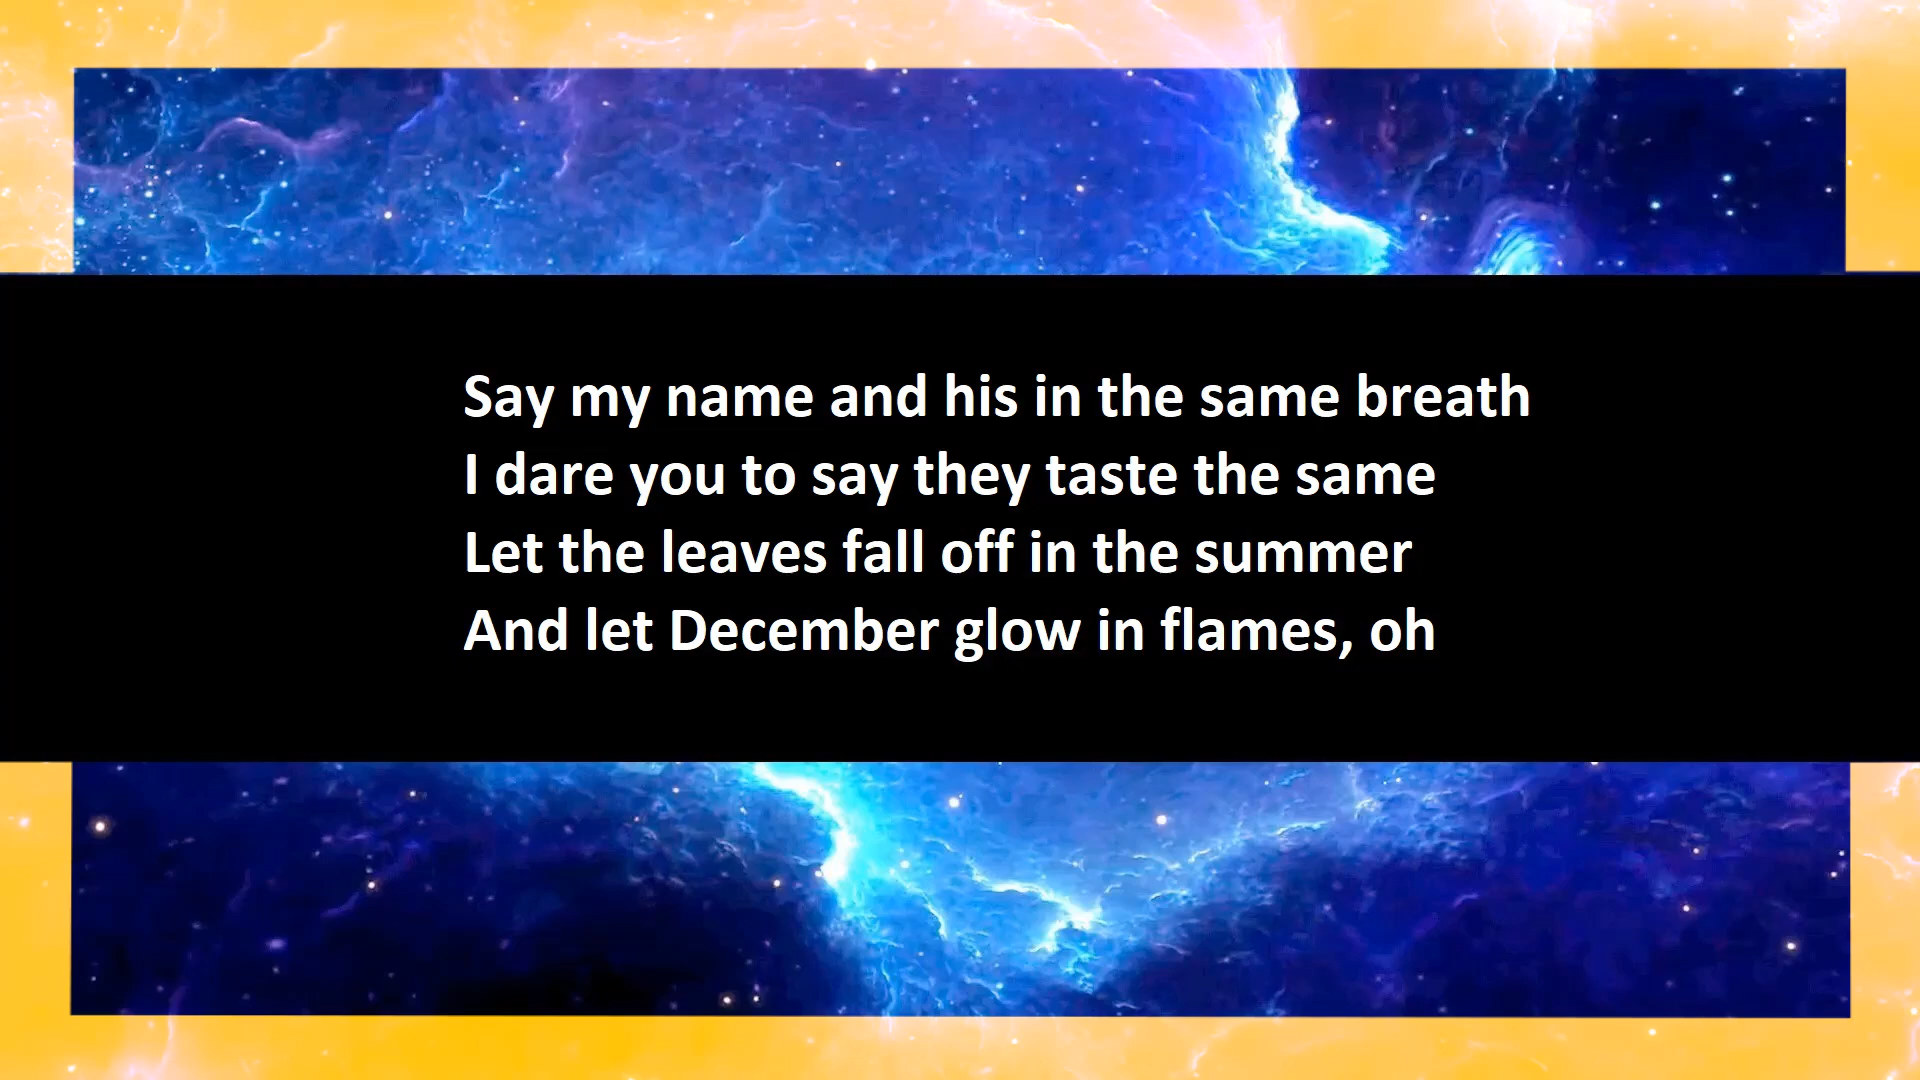 Say my name and his in the same breath
I dare you to say they taste the same
Let the leaves fall off in the summer
And let December glow in flames, oh